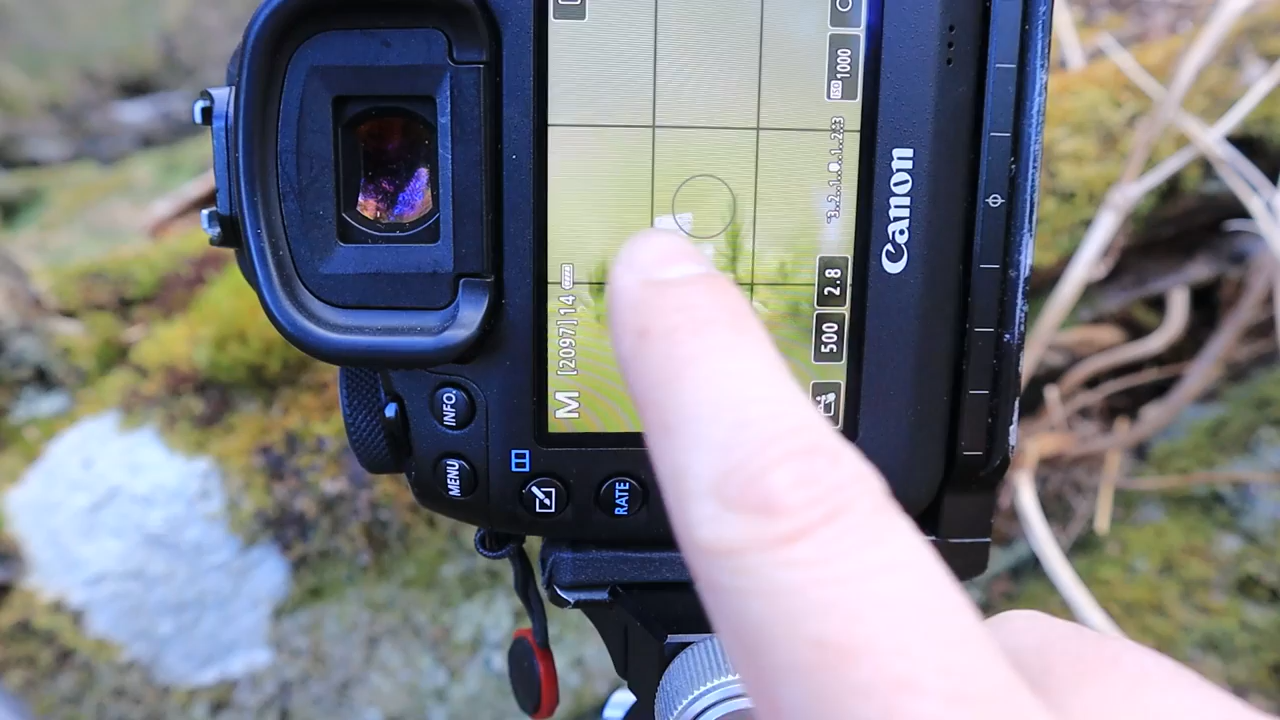 INFO.
MENU
RATE
M [2097] 14
500
2.8
3..2..1..0..1..2..3
ISO 1000
Canon